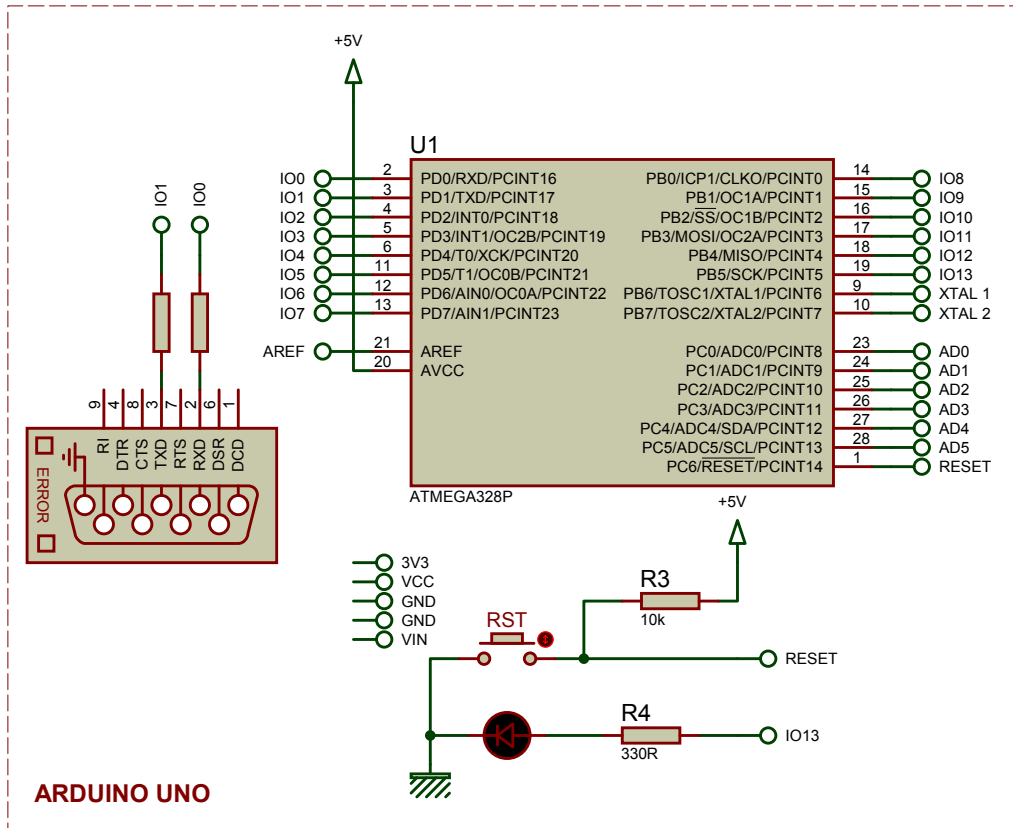 +5V
U1
IO0 2 PD0/RXD/PCINT16 PB0/ICP1/CLKO/PCINT0 14 IO8
IO1 3 PD1/TXD/PCINT17 PB1/OC1A/PCINT1 15 IO9
IO2 4 PD2/INT0/PCINT18 PB2/SS/OC1B/PCINT2 16 IO10
IO3 5 PD3/INT1/OC2B/PCINT19 PB3/MOSI/OC2A/PCINT3 17 IO11
IO4 6 PD4/T0/XCK/PCINT20 PB4/MISO/PCINT4 18 IO12
IO5 11 PD5/T1/OC0B/PCINT21 PB5/SCK/PCINT5 19 IO13
IO6 12 PD6/AIN0/OC0A/PCINT22 PB6/TOSC1/XTAL1/PCINT6 9 XTAL 1
IO7 13 PD7/AIN1/PCINT23 PB7/TOSC2/XTAL2/PCINT7 10 XTAL 2
AREF 21 AREF PC0/ADC0/PCINT8 23 AD0
20 AVCC PC1/ADC1/PCINT9 24 AD1
PC2/ADC2/PCINT10 25 AD2
PC3/ADC3/PCINT11 26 AD3
PC4/ADC4/SDA/PCINT12 27 AD4
PC5/ADC5/SCL/PCINT13 28 AD5
PC6/RESET/PCINT14 1 RESET
ATMEGA328P
IO1 IO0
9 4 8 3 7 2 6 1
RI DTR CTS TXD RTS RXD DSR DCD
ERROR
+5V
3V3
VCC
GND
GND
VIN
R3
10k
RST
RESET
R4
330R
IO13
ARDUINO UNO